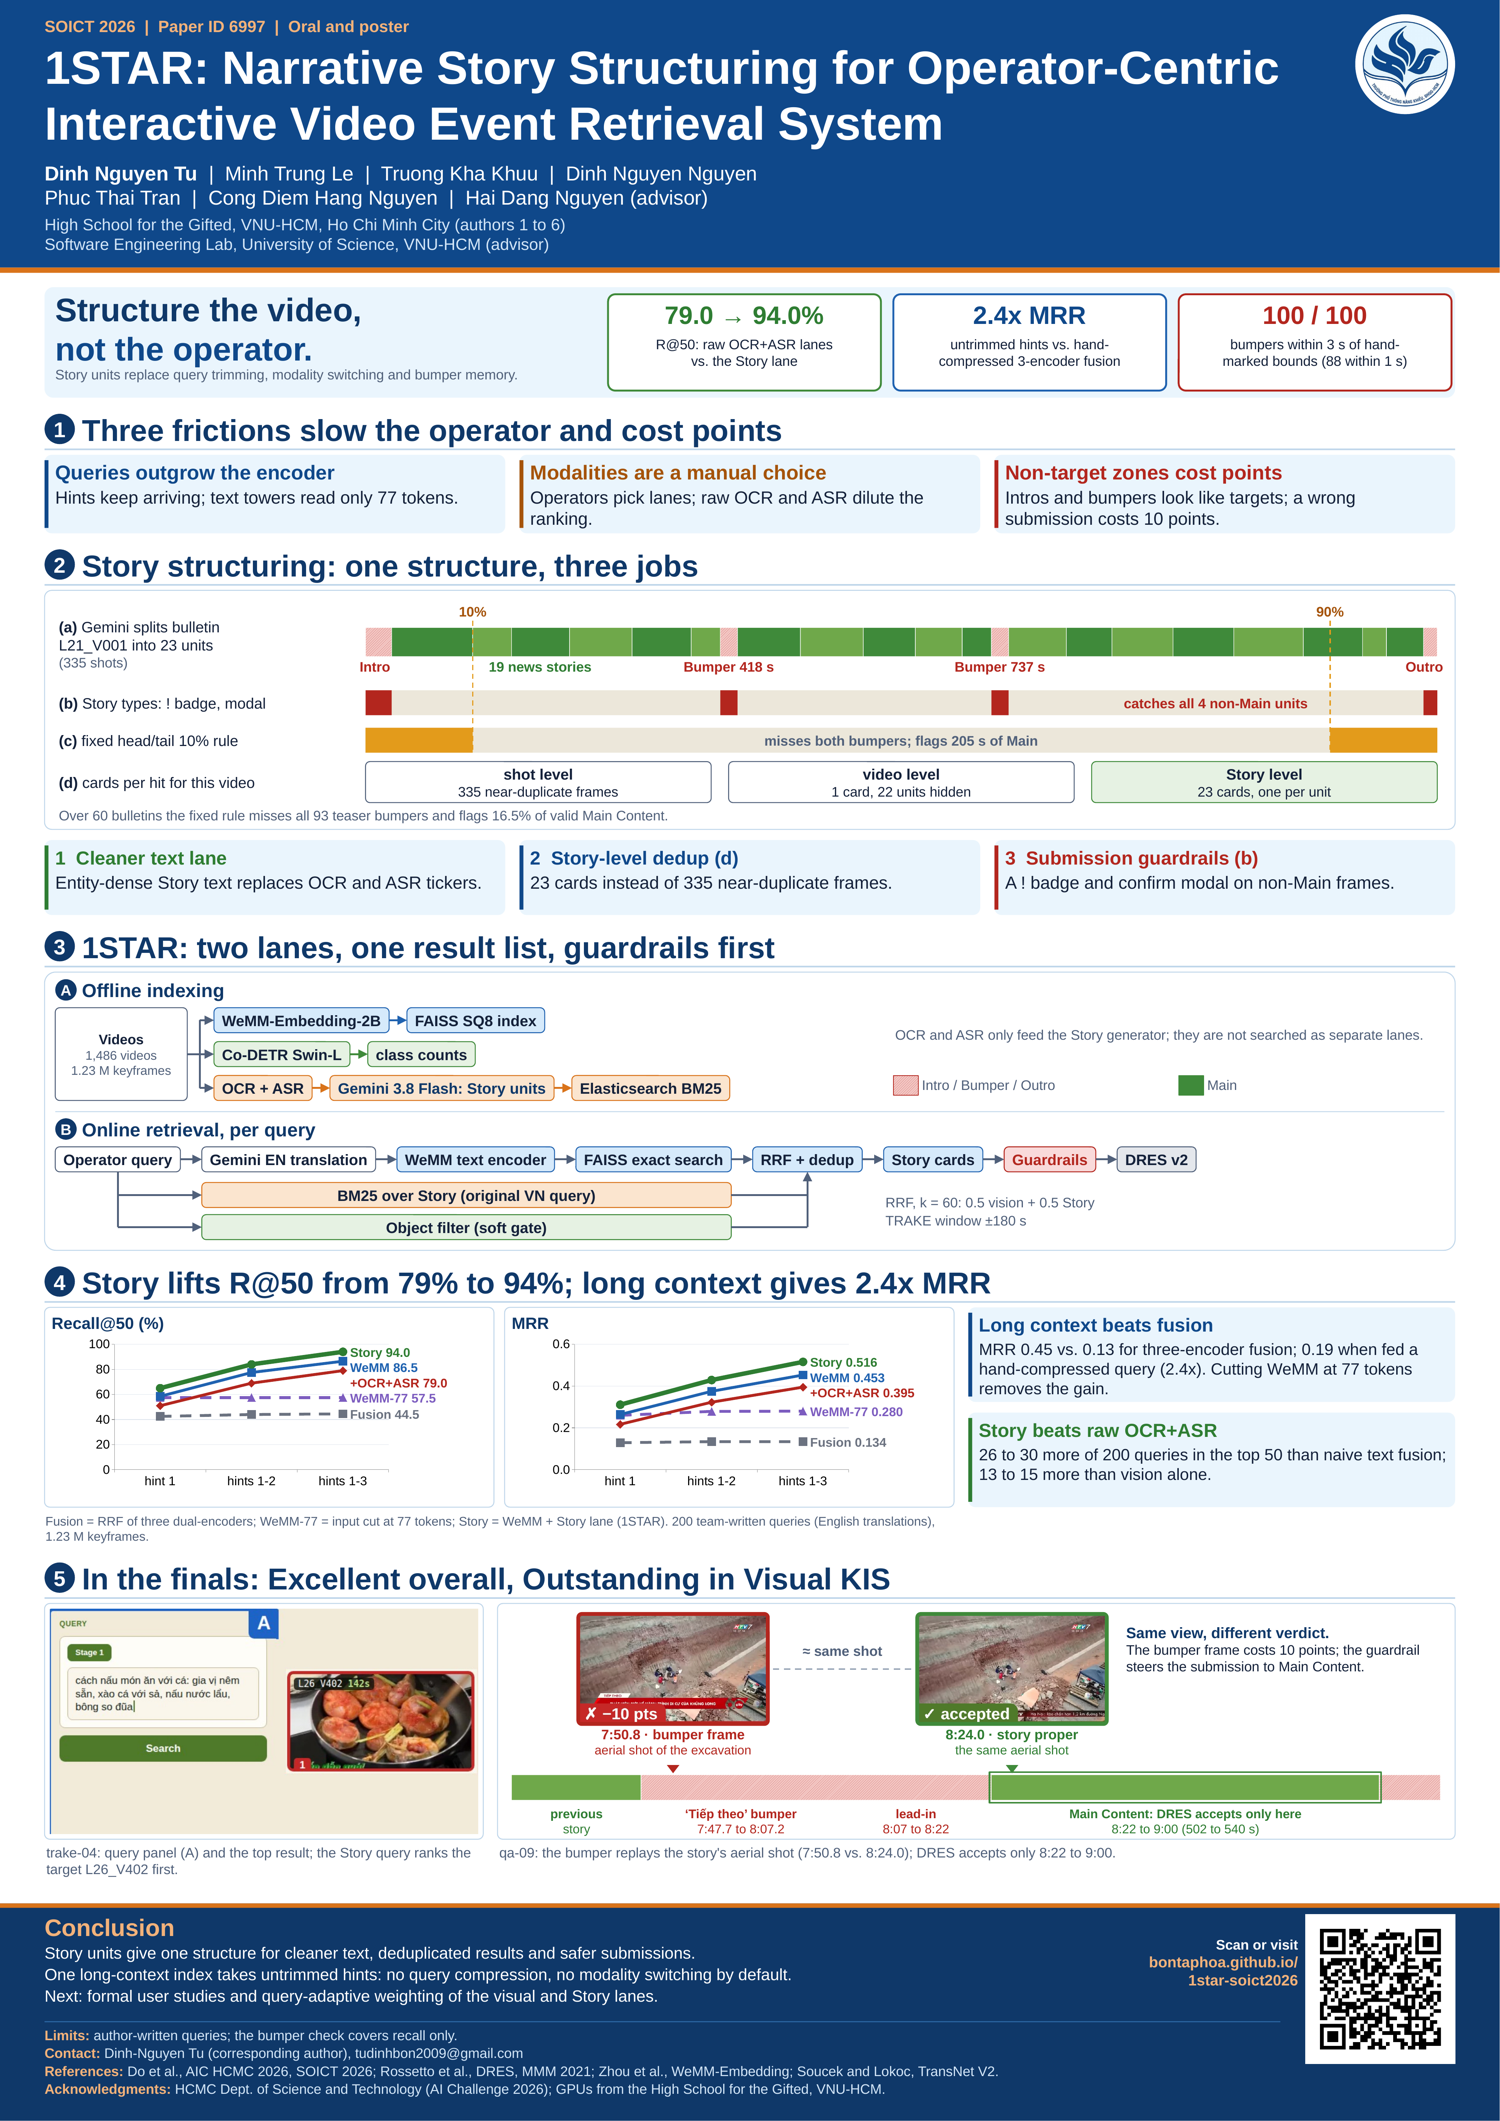 SOICT 2026 | Paper ID 6997 | Oral and poster
1STAR: Narrative Story Structuring for Operator-Centric
Interactive Video Event Retrieval System
Dinh Nguyen Tu | Minh Trung Le | Truong Kha Khuu | Dinh Nguyen Nguyen
Phuc Thai Tran | Cong Diem Hang Nguyen | Hai Dang Nguyen (advisor)
High School for the Gifted, VNU-HCM, Ho Chi Minh City (authors 1 to 6)
Software Engineering Lab, University of Science, VNU-HCM (advisor)
Structure the video,
not the operator.
Story units replace query trimming, modality switching and bumper memory.
79.0 → 94.0%
R@50: raw OCR+ASR lanes
vs. the Story lane
2.4x MRR
untrimmed hints vs. hand-
compressed 3-encoder fusion
100 / 100
bumpers within 3 s of hand-
marked bounds (88 within 1 s)
1 Three frictions slow the operator and cost points
Queries outgrow the encoder
Hints keep arriving; text towers read only 77 tokens.
Modalities are a manual choice
Operators pick lanes; raw OCR and ASR dilute the
ranking.
Non-target zones cost points
Intros and bumpers look like targets; a wrong
submission costs 10 points.
2 Story structuring: one structure, three jobs
10%
90%
(a) Gemini splits bulletin
L21_V001 into 23 units
(335 shots)
Intro
19 news stories
Bumper 418 s
Bumper 737 s
Outro
(b) Story types: ! badge, modal
catches all 4 non-Main units
(c) fixed head/tail 10% rule
misses both bumpers; flags 205 s of Main
(d) cards per hit for this video
shot level
335 near-duplicate frames
video level
1 card, 22 units hidden
Story level
23 cards, one per unit
Over 60 bulletins the fixed rule misses all 93 teaser bumpers and flags 16.5% of valid Main Content.
1 Cleaner text lane
Entity-dense Story text replaces OCR and ASR tickers.
2 Story-level dedup (d)
23 cards instead of 335 near-duplicate frames.
3 Submission guardrails (b)
A ! badge and confirm modal on non-Main frames.
3 1STAR: two lanes, one result list, guardrails first
A Offline indexing
Videos
1,486 videos
1.23 M keyframes
WeMM-Embedding-2B
FAISS SQ8 index
Co-DETR Swin-L
class counts
OCR + ASR
Gemini 3.8 Flash: Story units
Elasticsearch BM25
OCR and ASR only feed the Story generator; they are not searched as separate lanes.
Intro / Bumper / Outro
Main
B Online retrieval, per query
Operator query
Gemini EN translation
WeMM text encoder
FAISS exact search
RRF + dedup
Story cards
Guardrails
DRES v2
BM25 over Story (original VN query)
Object filter (soft gate)
RRF, k = 60: 0.5 vision + 0.5 Story
TRAKE window ±180 s
4 Story lifts R@50 from 79% to 94%; long context gives 2.4x MRR
Recall@50 (%)
100
80
60
40
20
0
hint 1
hints 1-2
hints 1-3
Story 94.0
WeMM 86.5
+OCR+ASR 79.0
WeMM-77 57.5
Fusion 44.5
MRR
0.6
0.4
0.2
0.0
hint 1
hints 1-2
hints 1-3
Story 0.516
WeMM 0.453
+OCR+ASR 0.395
WeMM-77 0.280
Fusion 0.134
Long context beats fusion
MRR 0.45 vs. 0.13 for three-encoder fusion; 0.19 when fed a
hand-compressed query (2.4x). Cutting WeMM at 77 tokens
removes the gain.
Story beats raw OCR+ASR
26 to 30 more of 200 queries in the top 50 than naive text fusion;
13 to 15 more than vision alone.
Fusion = RRF of three dual-encoders; WeMM-77 = input cut at 77 tokens; Story = WeMM + Story lane (1STAR). 200 team-written queries (English translations),
1.23 M keyframes.
5 In the finals: Excellent overall, Outstanding in Visual KIS
QUERY
A
Stage 1
cách nấu món ăn với cá: gia vị nêm
sẵn, xào cá với sả, nấu nước lẩu,
bông so đũa
Search
L26 V402 142s
1
HTV7
✗ −10 pts
7:50.8 · bumper frame
aerial shot of the excavation
≈ same shot
HTV7
✓ accepted
8:24.0 · story proper
the same aerial shot
Same view, different verdict.
The bumper frame costs 10 points; the guardrail
steers the submission to Main Content.
previous
story
‘Tiếp theo’ bumper
7:47.7 to 8:07.2
lead-in
8:07 to 8:22
Main Content: DRES accepts only here
8:22 to 9:00 (502 to 540 s)
trake-04: query panel (A) and the top result; the Story query ranks the
target L26_V402 first.
qa-09: the bumper replays the story's aerial shot (7:50.8 vs. 8:24.0); DRES accepts only 8:22 to 9:00.
Conclusion
Story units give one structure for cleaner text, deduplicated results and safer submissions.
One long-context index takes untrimmed hints: no query compression, no modality switching by default.
Next: formal user studies and query-adaptive weighting of the visual and Story lanes.
Scan or visit
bontaphoa.github.io/
1star-soict2026
Limits: author-written queries; the bumper check covers recall only.
Contact: Dinh-Nguyen Tu (corresponding author), tudinhbon2009@gmail.com
References: Do et al., AIC HCMC 2026, SOICT 2026; Rossetto et al., DRES, MMM 2021; Zhou et al., WeMM-Embedding; Soucek and Lokoc, TransNet V2.
Acknowledgments: HCMC Dept. of Science and Technology (AI Challenge 2026); GPUs from the High School for the Gifted, VNU-HCM.